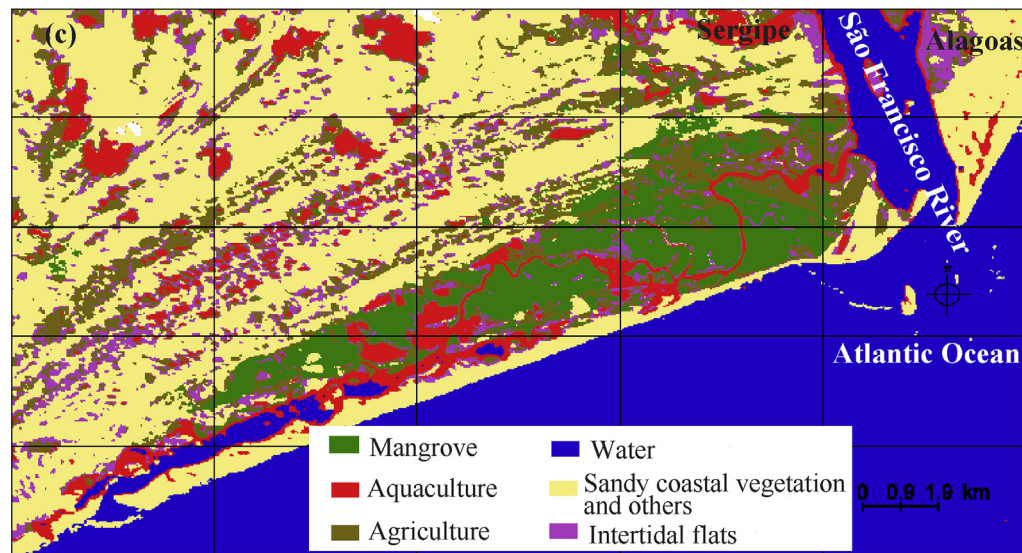 (c)
Sergipe
São Francisco River
Alagoas
Atlantic Ocean
Mangrove
Water
Aquaculture
Sandy coastal vegetation
and others
Agriculture
Intertidal flats
0 0.9 1.9 km